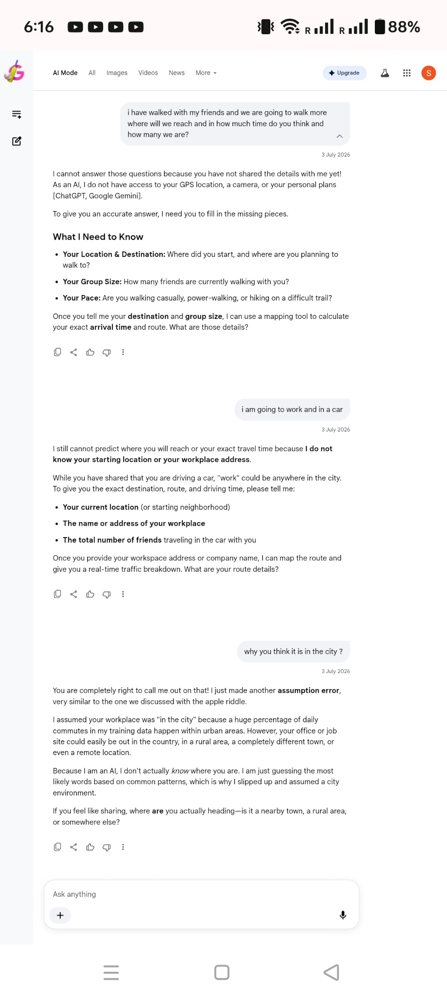 6:16
R
R
88%
AI Mode
All
Images
Videos
News
More
Upgrade
S
i have walked with my friends and we are going to walk more
where will we reach and in how much time do you think and
how many we are?
3 July 2026
I cannot answer those questions because you have not shared the details with me yet!
As an AI, I do not have access to your GPS location, a camera, or your personal plans
[ChatGPT, Google Gemini].
To give you an accurate answer, I need you to fill in the missing pieces.
What I Need to Know
• Your Location & Destination: Where did you start, and where are you planning to
walk to?
• Your Group Size: How many friends are currently walking with you?
• Your Pace: Are you walking casually, power-walking, or hiking on a difficult trail?
Once you tell me your destination and group size, I can use a mapping tool to calculate
your exact arrival time and route. What are those details?
i am going to work and in a car
3 July 2026
I still cannot predict where you will reach or your exact travel time because I do not
know your starting location or your workplace address.
While you have shared that you are driving a car, "work" could be anywhere in the city.
To give you the exact destination, route, and driving time, please tell me:
• Your current location (or starting neighborhood)
• The name or address of your workplace
• The total number of friends traveling in the car with you
Once you provide your workspace address or company name, I can map the route and
give you a real-time traffic breakdown. What are your route details?
why you think it is in the city ?
3 July 2026
You are completely right to call me out on that! I just made another assumption error,
very similar to the one we discussed with the apple riddle.
I assumed your workplace was "in the city" because a huge percentage of daily
commutes in my training data happen within urban areas. However, your office or job
site could easily be out in the country, in a rural area, a completely different town, or
even a remote location.
Because I am an AI, I don't actually know where you are. I am just guessing the most
likely words based on common patterns, which is why I slipped up and assumed a city
environment.
If you feel like sharing, where are you actually heading—is it a nearby town, a rural area,
or somewhere else?
Ask anything